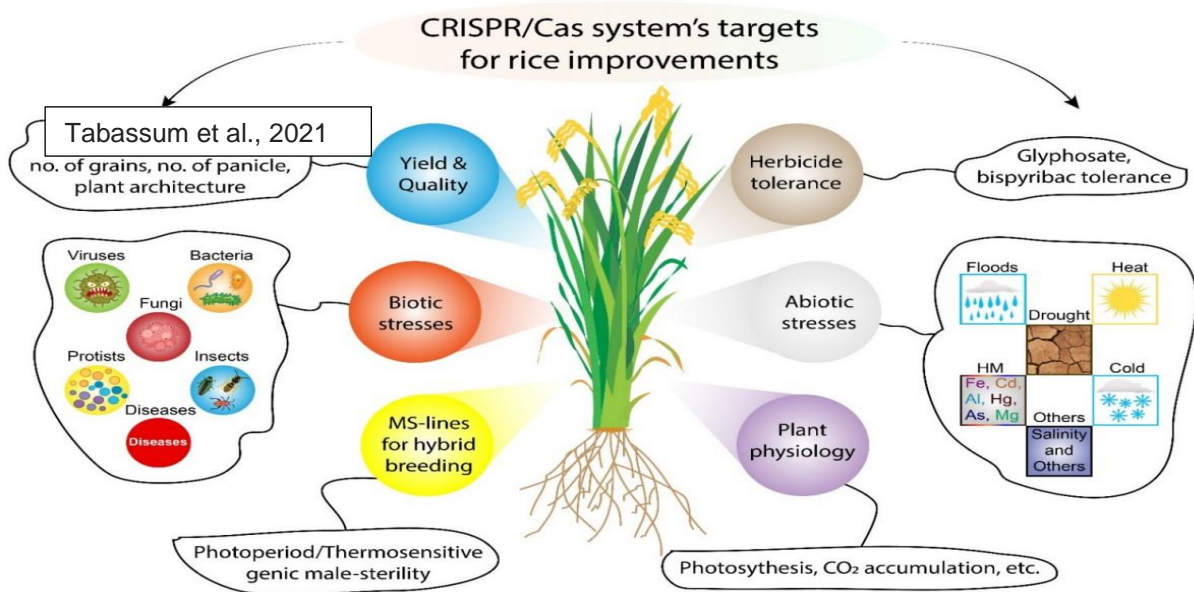 CRISPR/Cas system's targets
for rice improvements
Tabassum et al., 2021
no. of grains, no. of panicle,
plant architecture
Yield &
Quality
Herbicide
tolerance
Glyphosate,
bispyribac tolerance
Viruses
Bacteria
Fungi
Protists
Insects
Diseases
Diseases
Biotic
stresses
Abiotic
stresses
Floods
Heat
Drought
HM
Fe, Cd,
Al, Hg,
As, Mg
Cold
Others
Salinity
and
Others
MS-lines
for hybrid
breeding
Plant
physiology
Photoperiod/Thermosensitive
genic male-sterility
Photosythesis, CO₂ accumulation, etc.